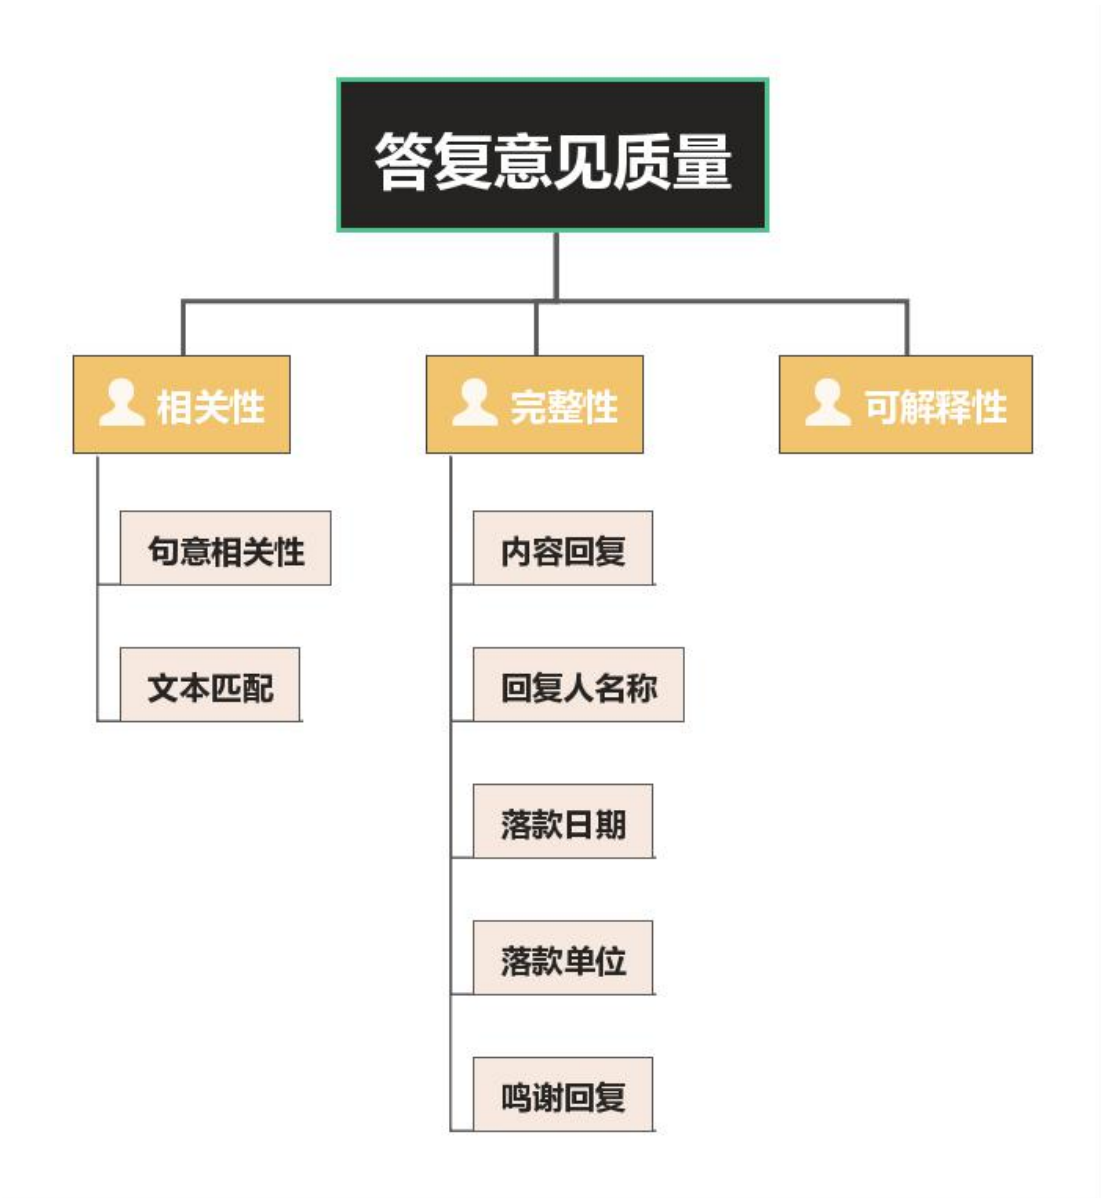 答复意见质量
相关性
完整性
可解释性
句意相关性
内容回复
文本匹配
回复人名称
落款日期
落款单位
鸣谢回复